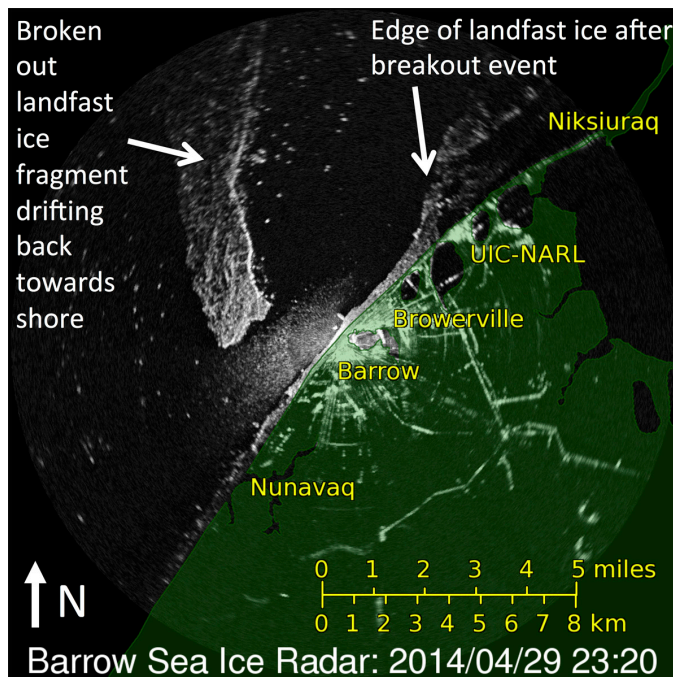 Broken
out
landfast
ice
fragment
drifting
back
towards
shore
Edge of landfast ice after
breakout event
Niksiuraq
UIC-NARL
Browerville
Barrow
Nunavaq
N
0 1 2 3 4 5 miles
0 1 2 3 4 5 6 7 8 km
Barrow Sea Ice Radar: 2014/04/29 23:20